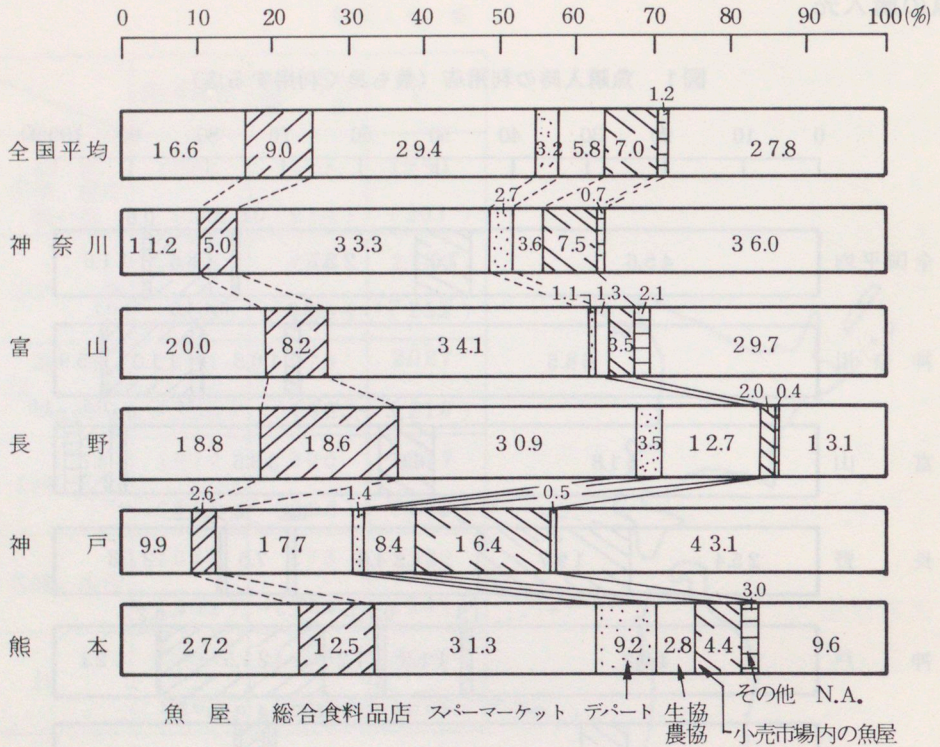 0 10 20 30 40 50 60 70 80 90 100(%)
1.2
全国平均 16.6 9.0 29.4 3.2 5.8 7.0 27.8
2.7 0.7
神奈川 11.2 5.0 33.3 3.6 7.5 36.0
1.1 1.3 2.1
富山 20.0 8.2 34.1 3.5 29.7
2.0 0.4
長野 18.8 18.6 30.9 3.5 12.7 13.1
2.6 1.4 0.5
神戸 9.9 17.7 8.4 16.4 43.1
3.0
熊本 27.2 12.5 31.3 9.2 2.8 4.4 9.6
その他 N.A.
魚屋 総合食料品店 スパーマーケット デパート 生協
農協 小売市場内の魚屋